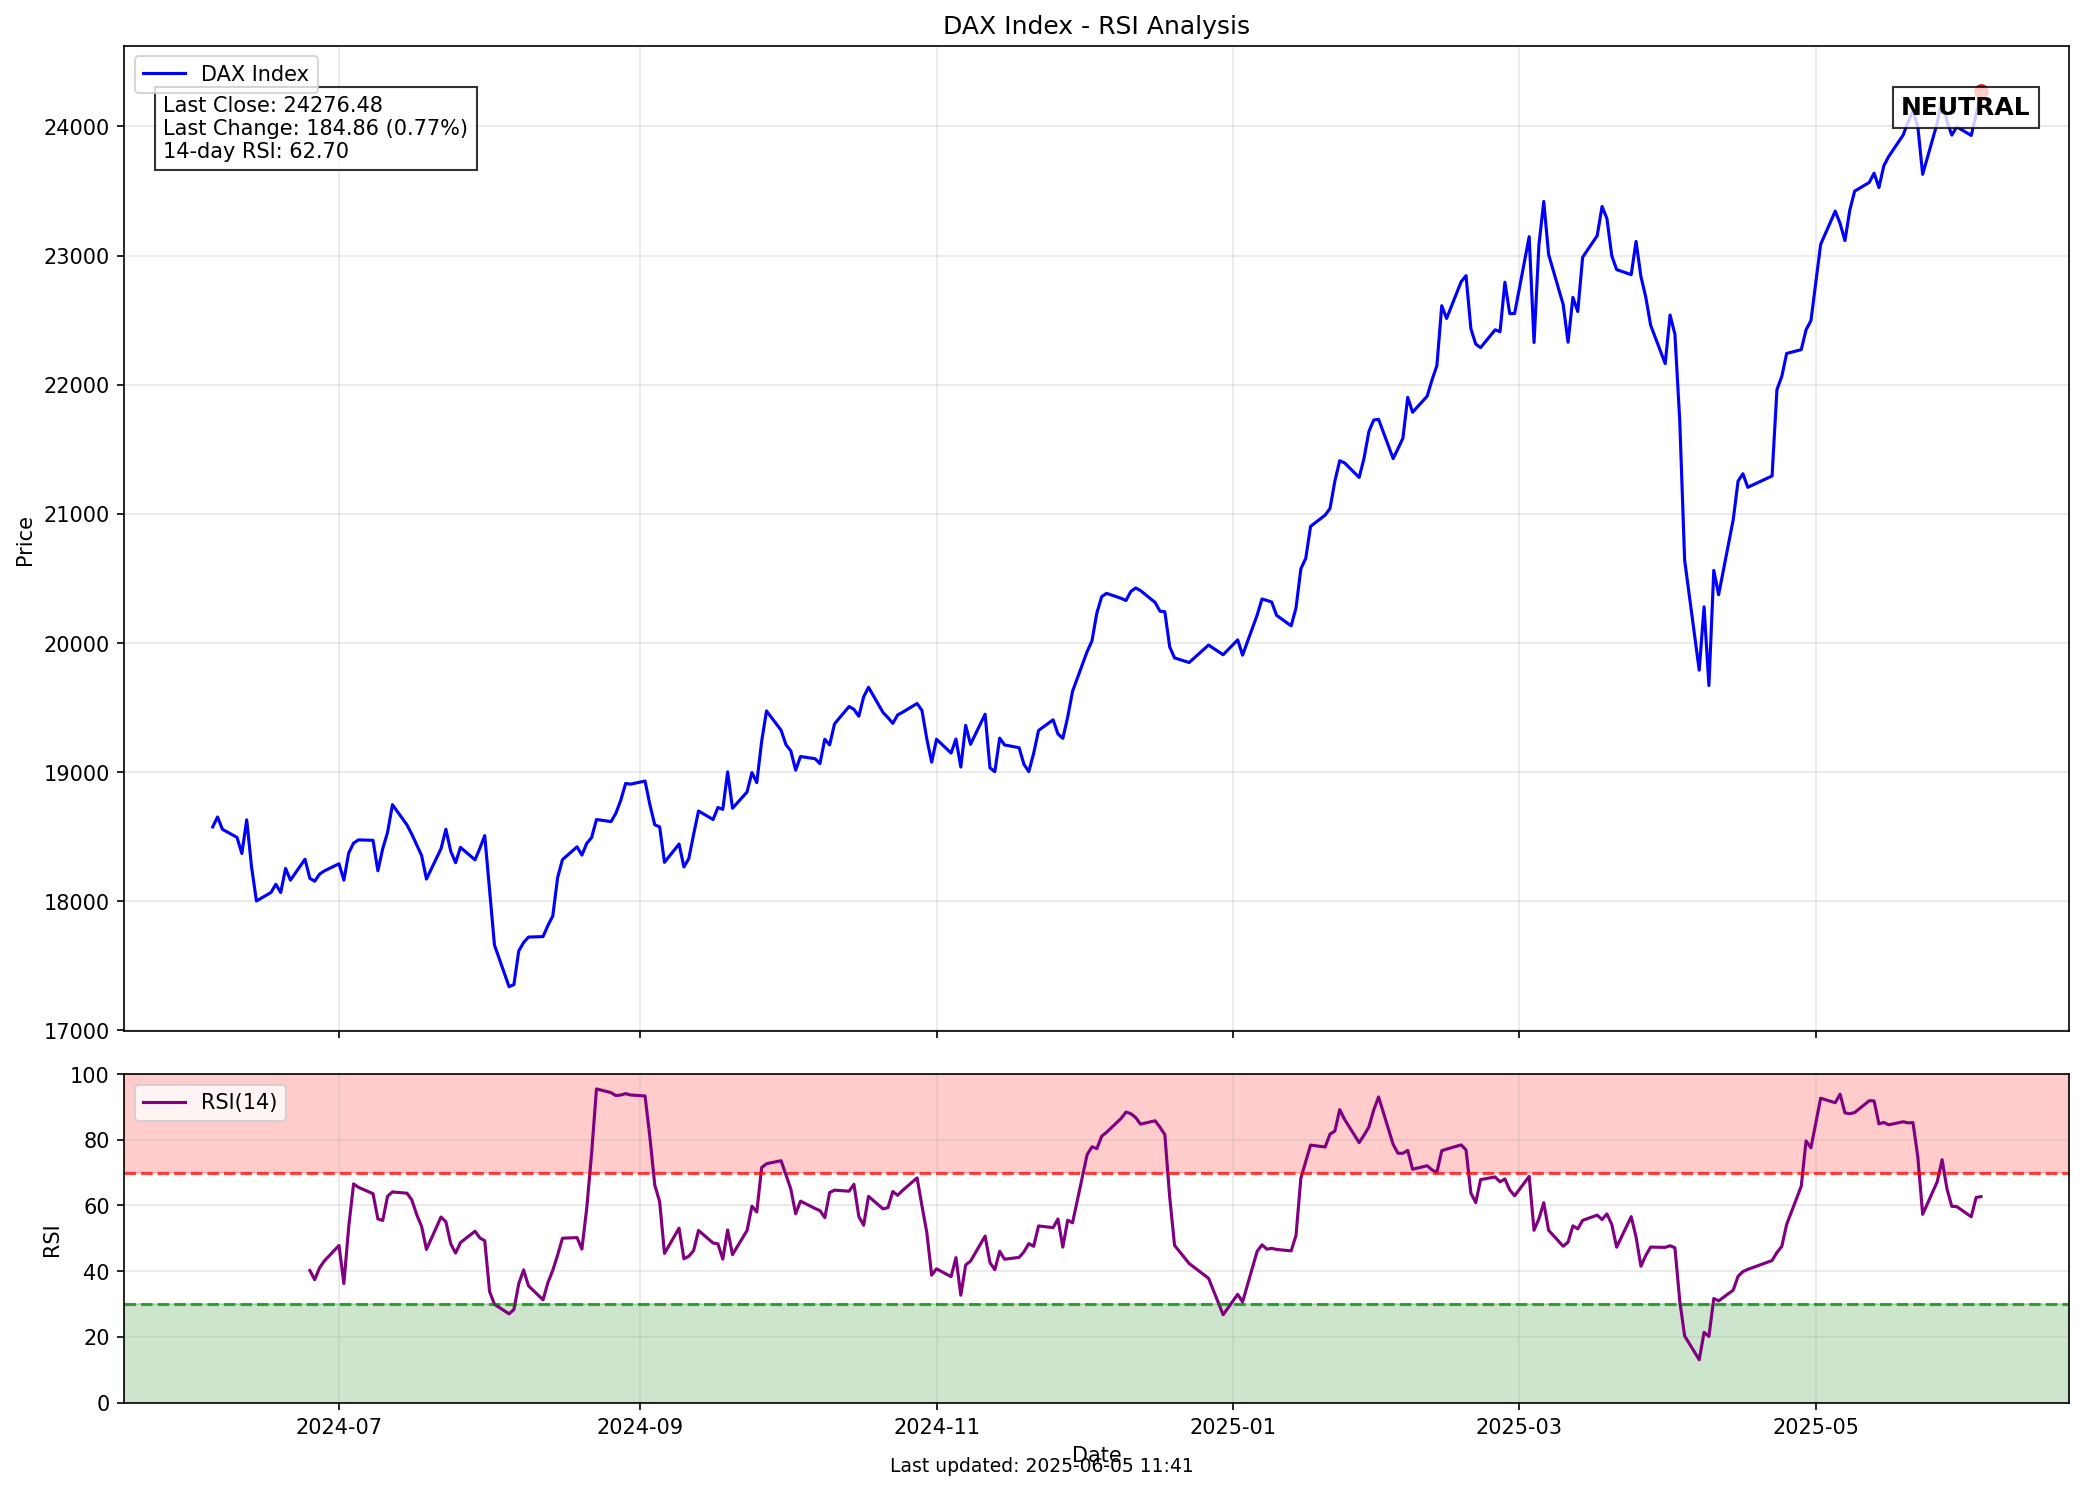 DAX Index - RSI Analysis
DAX Index
Last Close: 24276.48
Last Change: 184.86 (0.77%)
14-day RSI: 62.70
NEUTRAL
24000
23000
22000
21000
20000
19000
18000
17000
Price
RSI(14)
100
80
60
40
20
0
RSI
2024-07
2024-09
2024-11
2025-01
2025-03
2025-05
Date
Last updated: 2025-06-05 11:41